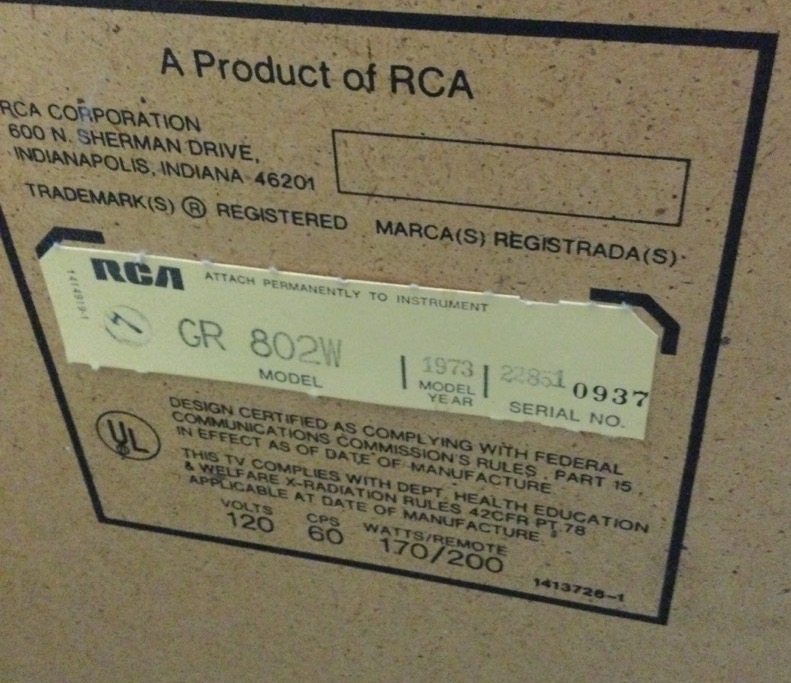 A Product of RCA
RCA CORPORATION
600 N. SHERMAN DRIVE,
INDIANAPOLIS, INDIANA 46201
TRADEMARK(S) ® REGISTERED MARCA(S) REGISTRADA(S)
RCA ATTACH PERMANENTLY TO INSTRUMENT
1414919-1
GR 802W
MODEL
1973
MODEL
YEAR
22851 0937
SERIAL NO.
UL
DESIGN CERTIFIED AS COMPLYING WITH FEDERAL
COMMUNICATIONS COMMISSION'S RULES, PART 15
IN EFFECT AS OF DATE OF MANUFACTURE
THIS TV COMPLIES WITH DEPT. HEALTH EDUCATION
& WELFARE X-RADIATION RULES 42CFR PT.78
APPLICABLE AT DATE OF MANUFACTURE.
VOLTS CPS WATTS/REMOTE
120 60 170/200
1413726-1